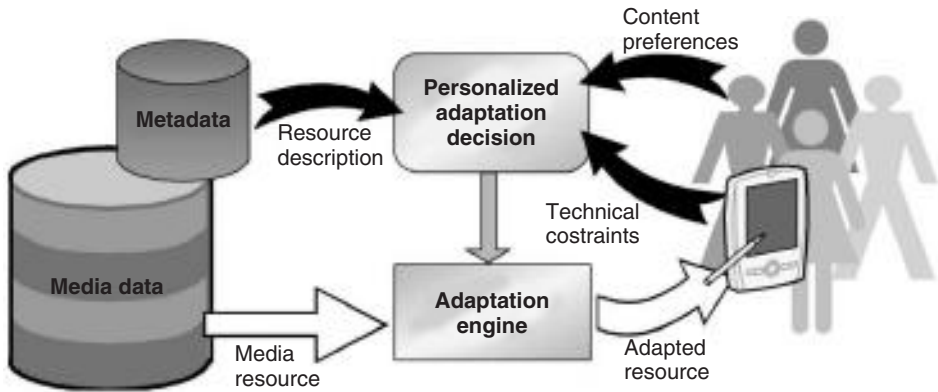 Content
preferences
Personalized
adaptation
decision
Metadata
Resource
description
Technical
costraints
Media data
Adaptation
engine
Media
resource
Adapted
resource